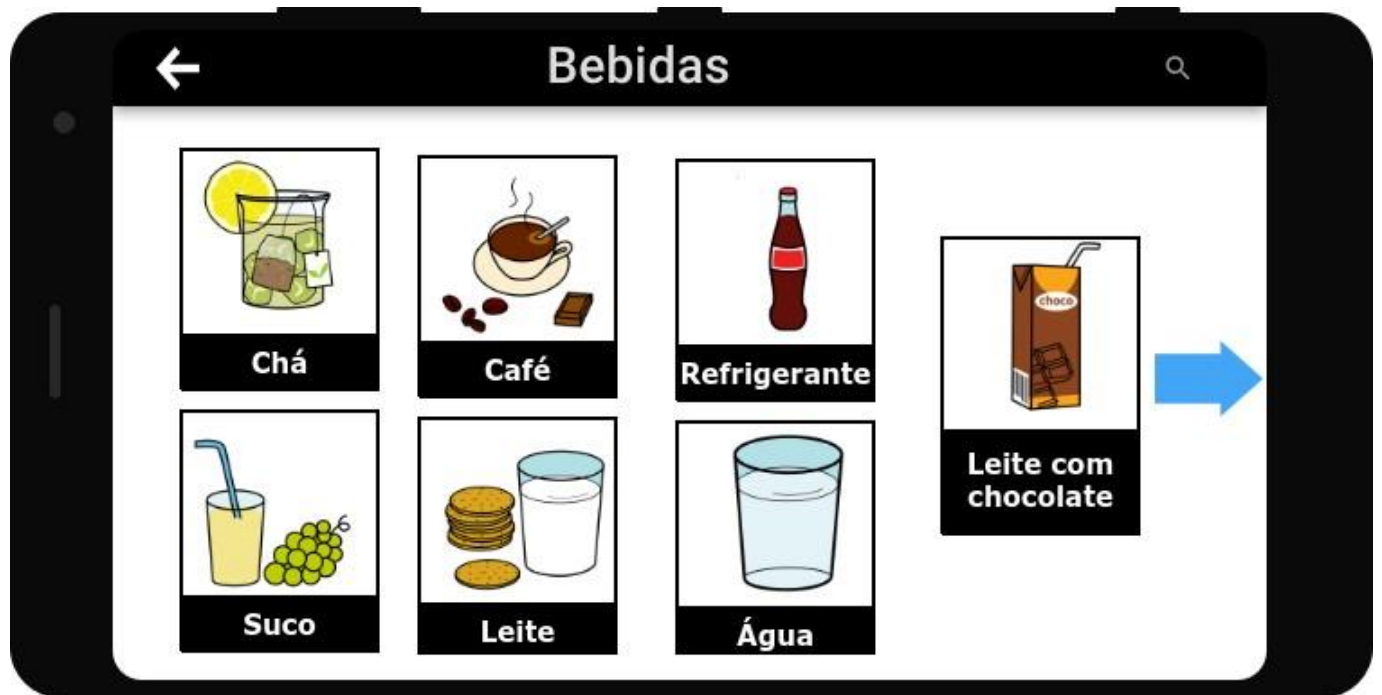 Bebidas
Chá
Café
Refrigerante
choco
Leite com
chocolate
Suco
Leite
Água